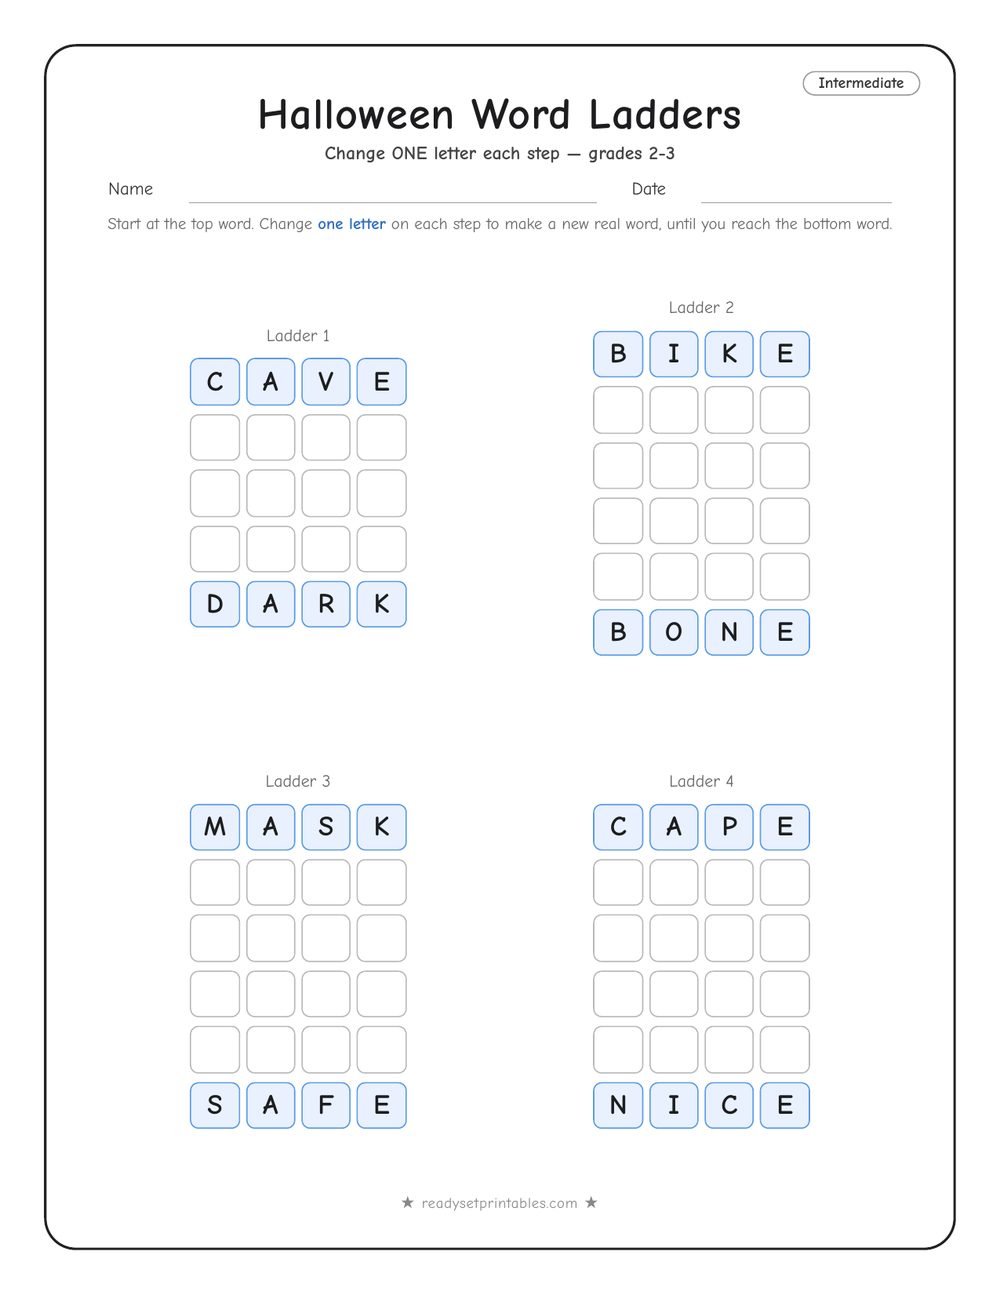 Intermediate
Halloween Word Ladders
Change ONE letter each step — grades 2-3
Name Date
Start at the top word. Change one letter on each step to make a new real word, until you reach the bottom word.
Ladder 1
C A V E
D A R K
Ladder 2
B I K E
B O N E
Ladder 3
M A S K
S A F E
Ladder 4
C A P E
N I C E
★ readysetprintables.com ★